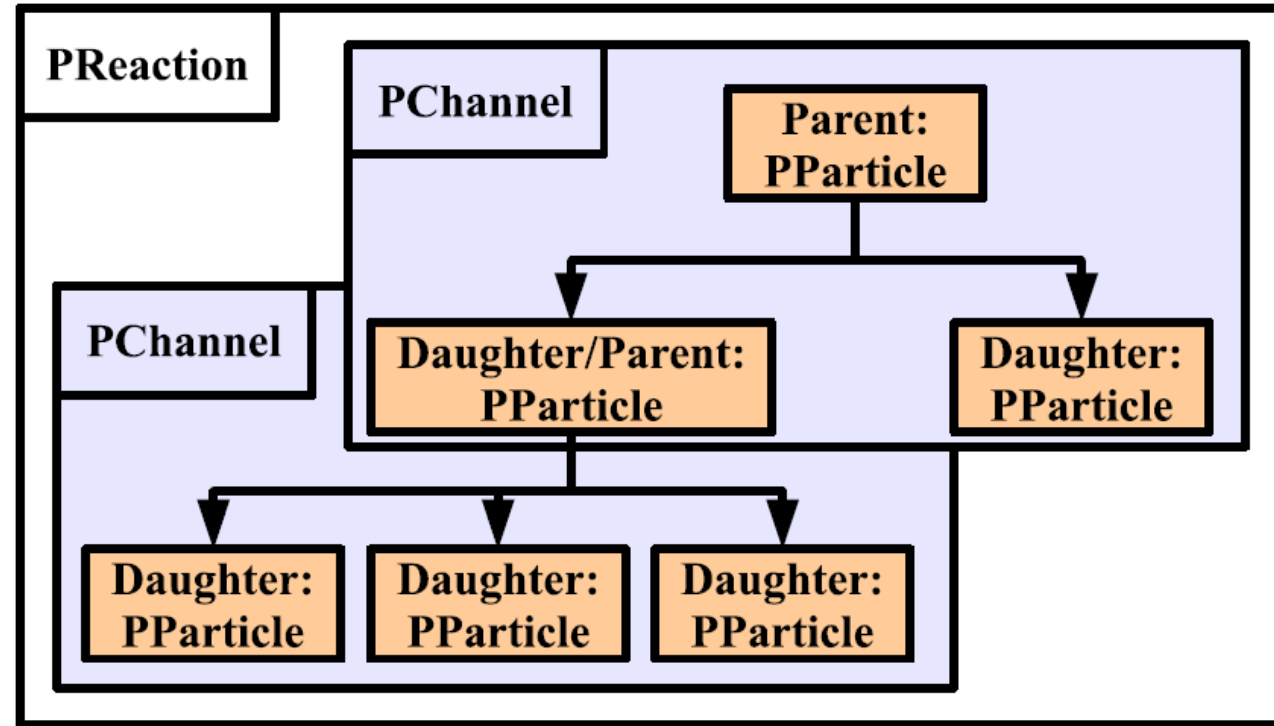 PReaction
PChannel
Parent:
PParticle
PChannel
Daughter/Parent:
PParticle
Daughter:
PParticle
Daughter:
PParticle
Daughter:
PParticle
Daughter:
PParticle